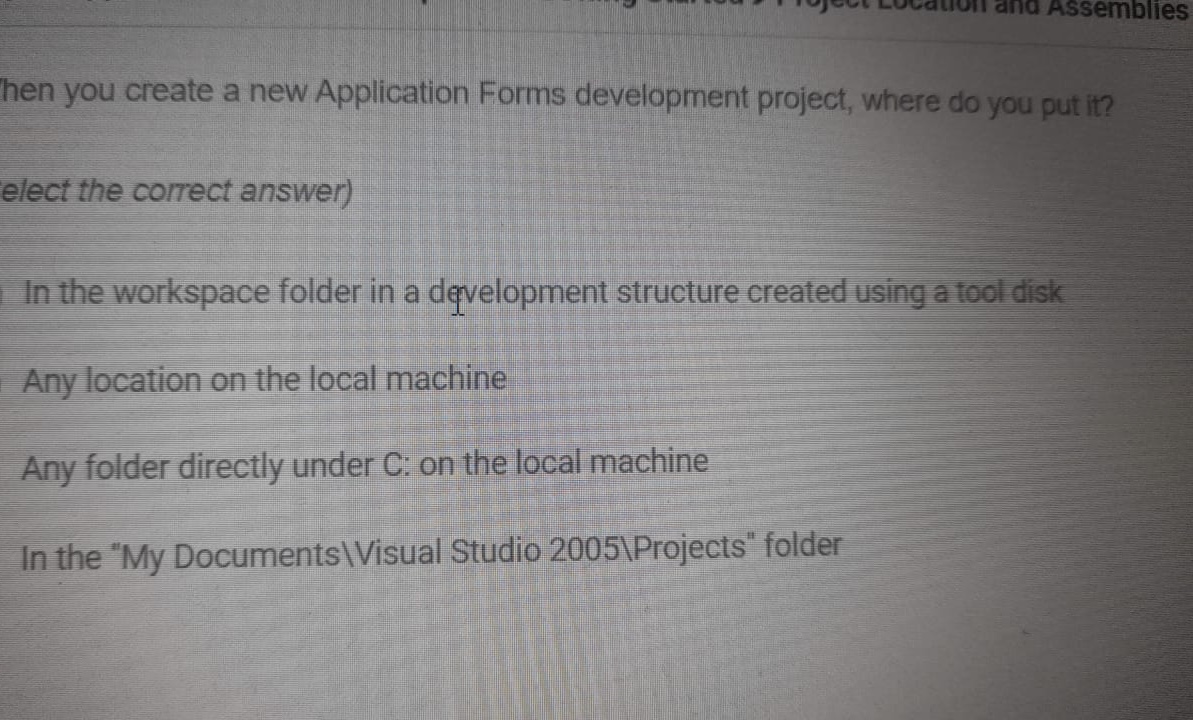 Project Location and Assemblies
hen you create a new Application Forms development project, where do you put it?
elect the correct answer)
In the workspace folder in a development structure created using a tool disk
Any location on the local machine
Any folder directly under C: on the local machine
In the "My Documents\Visual Studio 2005\Projects" folder